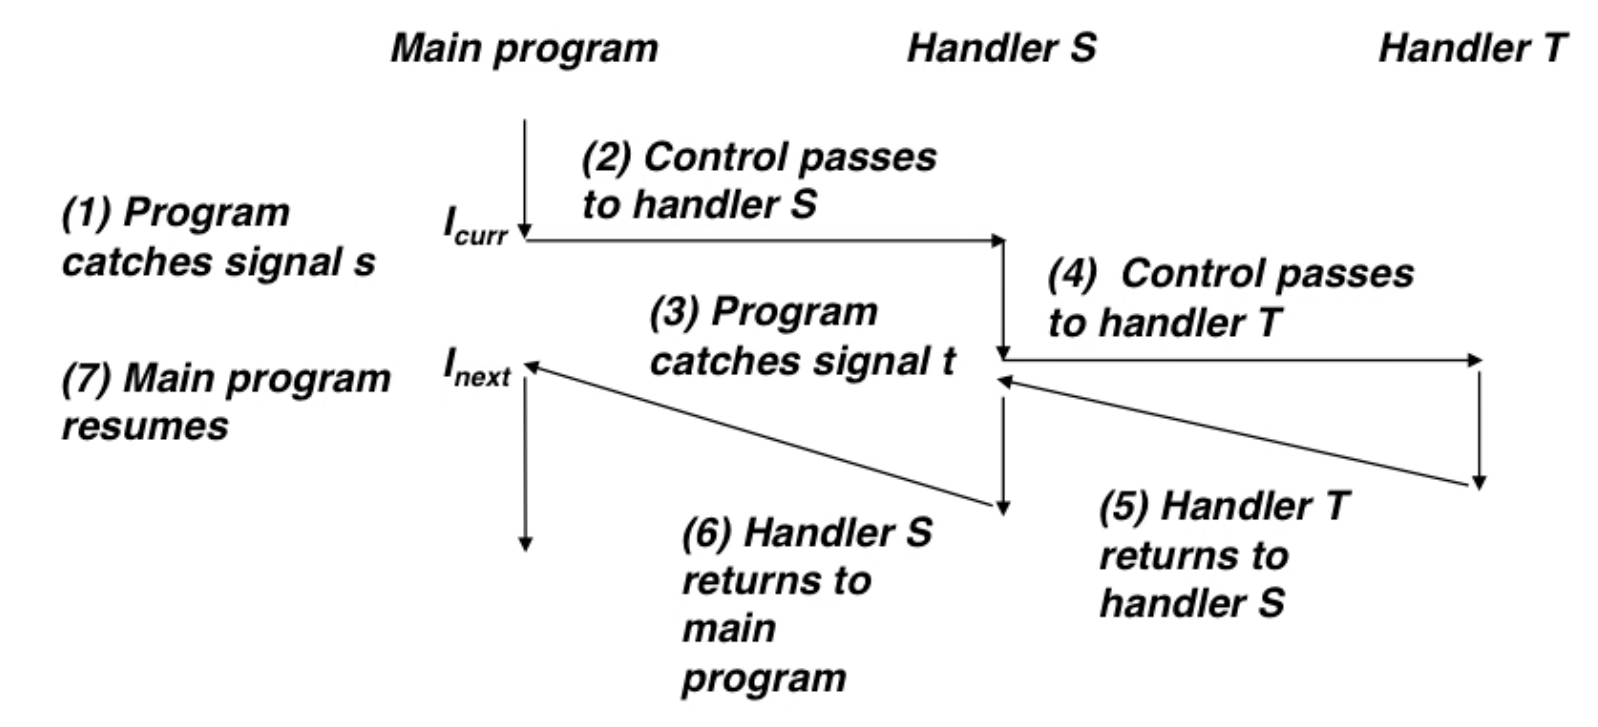 Main program
Handler S
Handler T
(1) Program
catches signal s
I curr
(2) Control passes
to handler S
(3) Program
catches signal t
(4) Control passes
to handler T
(5) Handler T
returns to
handler S
(6) Handler S
returns to
main
program
(7) Main program
resumes
I next